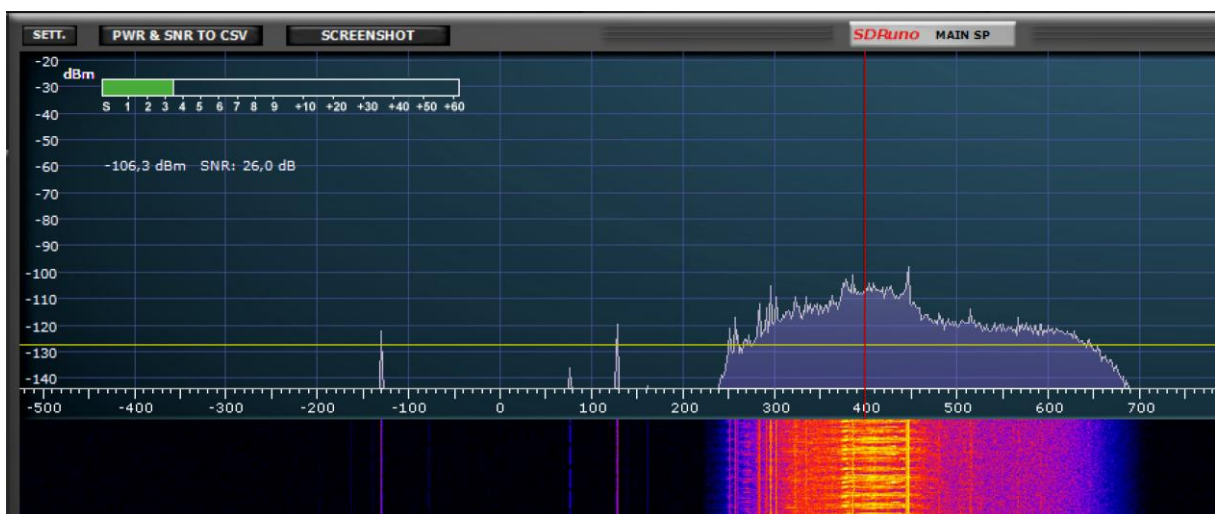 SETT. PWR & SNR TO CSV SCREENSHOT SDRuno MAIN SP
-20
dBm
-30
S 1 2 3 4 5 6 7 8 9 +10 +20 +30 +40 +50 +60
-40
-50
-60 -106,3 dBm SNR: 26,0 dB
-70
-80
-90
-100
-110
-120
-130
-140
-500 -400 -300 -200 -100 0 100 200 300 400 500 600 700